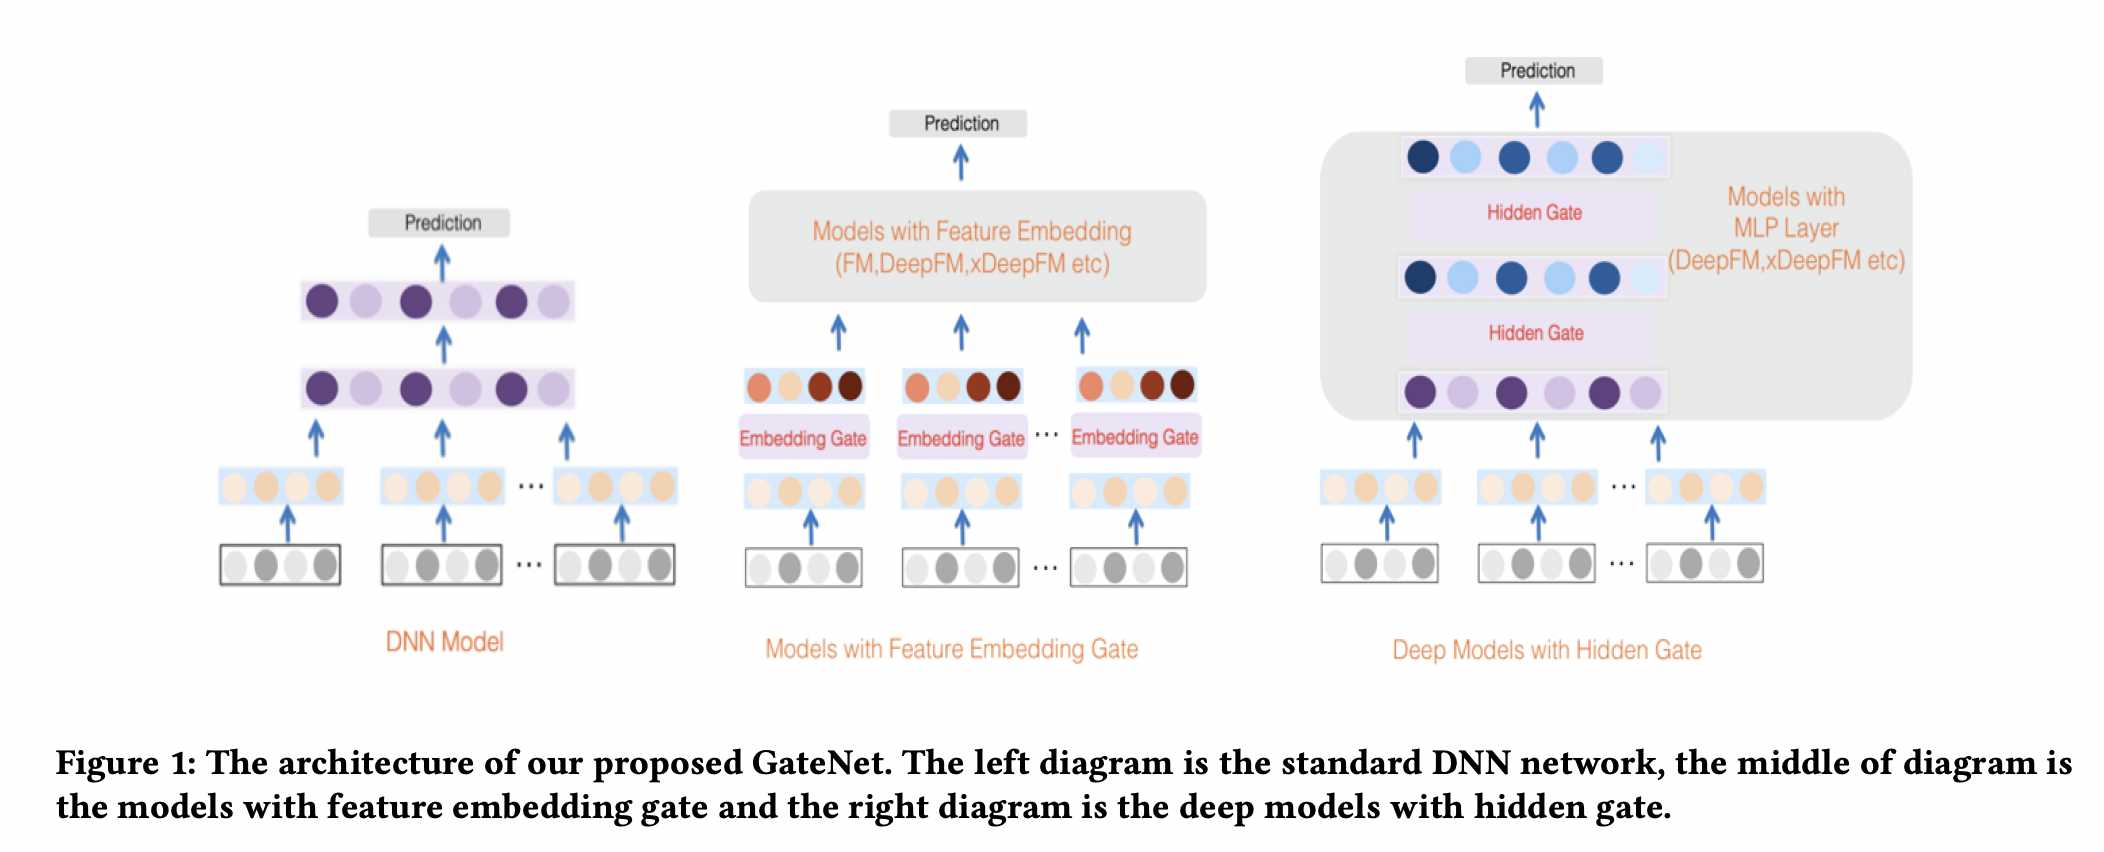 Prediction
DNN Model
Prediction
Models with Feature Embedding
(FM,DeepFM,xDeepFM etc)
Embedding Gate
Embedding Gate
...
Embedding Gate
...
...
...
Models with Feature Embedding Gate
Prediction
Hidden Gate
Hidden Gate
Models with
MLP Layer
(DeepFM,xDeepFM etc)
...
...
Deep Models with Hidden Gate
Figure 1: The architecture of our proposed GateNet. The left diagram is the standard DNN network, the middle of diagram is
the models with feature embedding gate and the right diagram is the deep models with hidden gate.